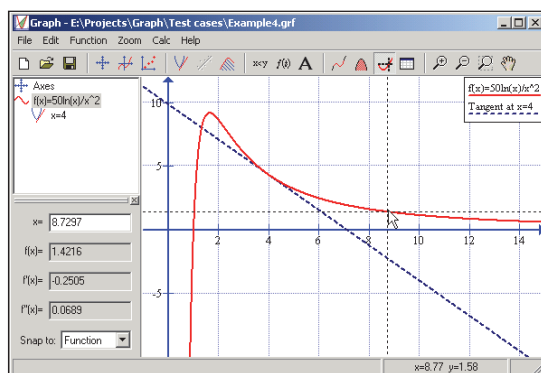 Graph - E:\Projects\Graph\Test cases\Example4.grf
File Edit Function Zoom Calc Help
x<y f(t) A
Axes
f(x)=50ln(x)/x^2
x=4
x= 8.7297
f(x)= 1.4216
f'(x)= -0.2505
f''(x)= 0.0689
Snap to: Function
f(x)=50ln(x)/x^2
Tangent at x=4
10
5
-5
2 4 6 8 10 12 14
x=8.77 y=1.58